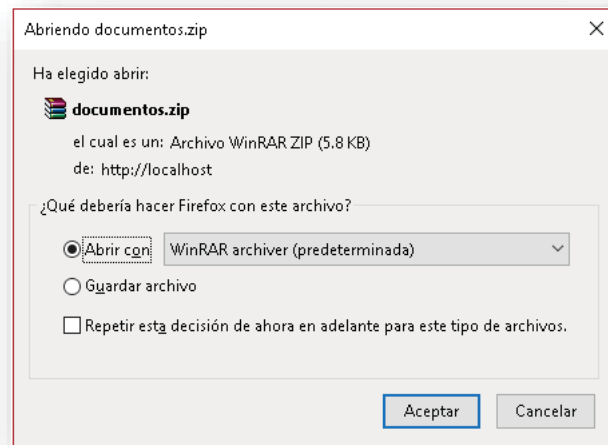 Abriendo documentos.zip
Ha elegido abrir:
documentos.zip
el cual es un: Archivo WinRAR ZIP (5.8 KB)
de: http://localhost
¿Qué debería hacer Firefox con este archivo?
Abrir con WinRAR archiver (predeterminada)
Guardar archivo
Repetir esta decisión de ahora en adelante para este tipo de archivos.
Aceptar Cancelar